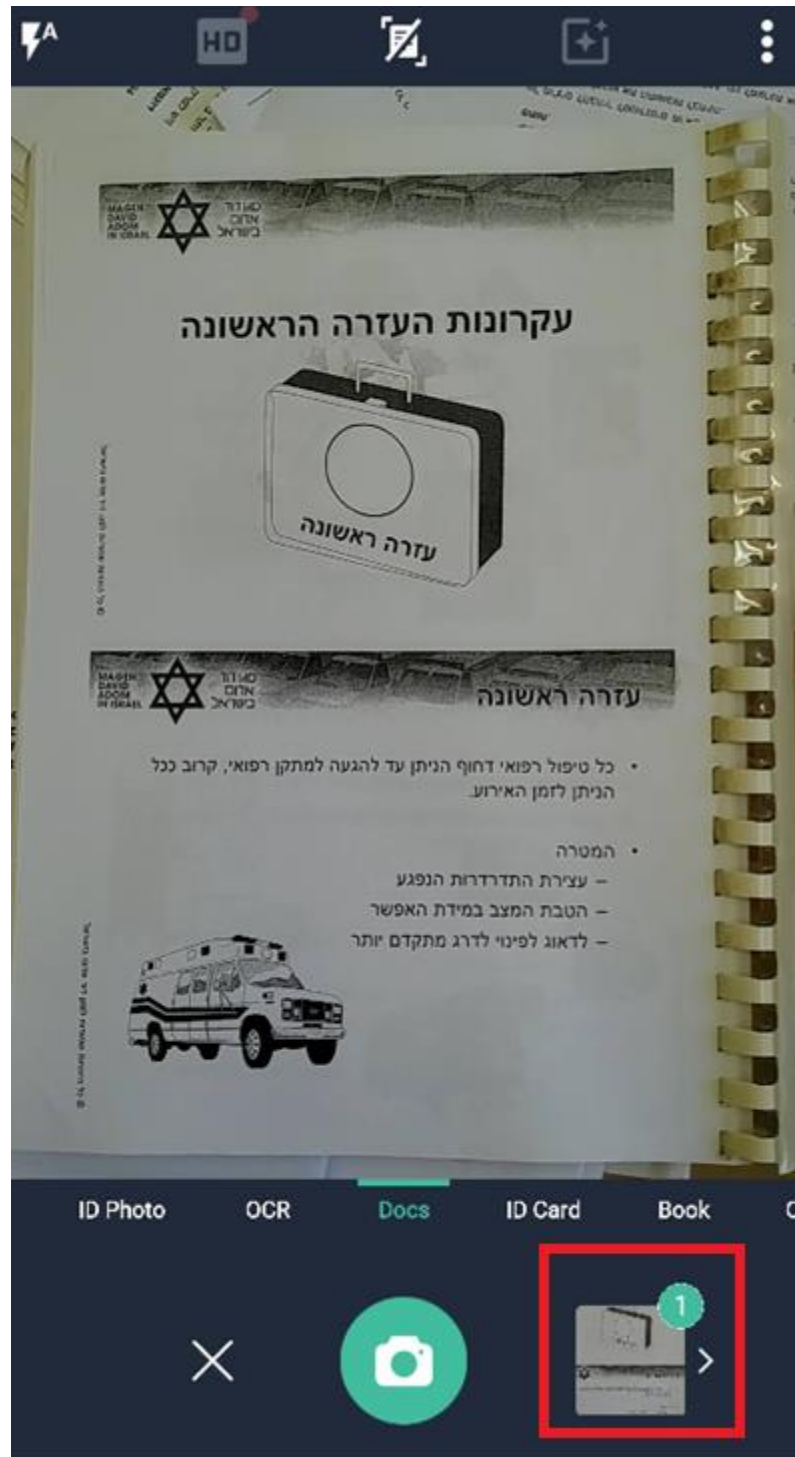 A
HD
MAGEN
DAVID
ADOM
IN ISRAEL
מגן דוד
אדום
בישראל
עקרונות העזרה הראשונה
עזרה ראשונה
MAGEN
DAVID
ADOM
IN ISRAEL
מגן דוד
אדום
בישראל
עזרה ראשונה
• כל טיפול רפואי דחוף הניתן עד להגעה למתקן רפואי, קרוב ככל
הניתן לזמן האירוע.
• המטרה
– עצירת התדרדרות הנפגע
– הטבת המצב במידת האפשר
– לדאוג לפינוי לדרג מתקדם יותר
ID Photo OCR Docs ID Card Book
1